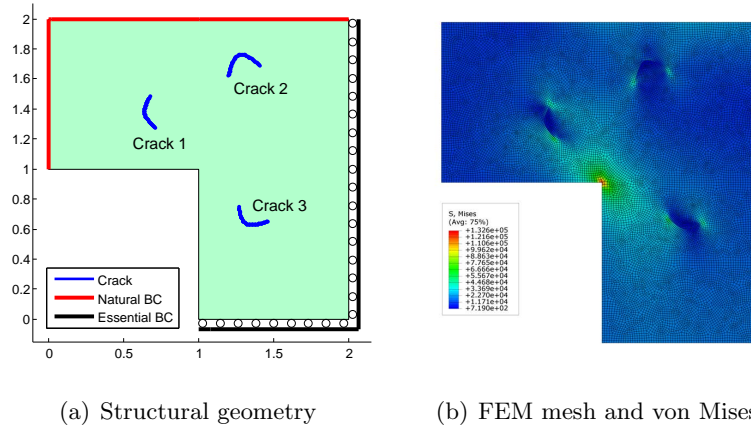 2
1.8
1.6
1.4
1.2
1
0.8
0.6
0.4
0.2
0
0
0.5
1
1.5
2
Crack 2
Crack 1
Crack 3
Crack
Natural BC
Essential BC
S, Mises
(Avg: 75%)
+1.326e+05
+1.216e+05
+1.106e+05
+9.962e+04
+8.863e+04
+7.765e+04
+6.666e+04
+5.567e+04
+4.468e+04
+3.369e+04
+2.270e+04
+1.171e+04
+7.190e+02
(a) Structural geometry
(b) FEM mesh and von Mises